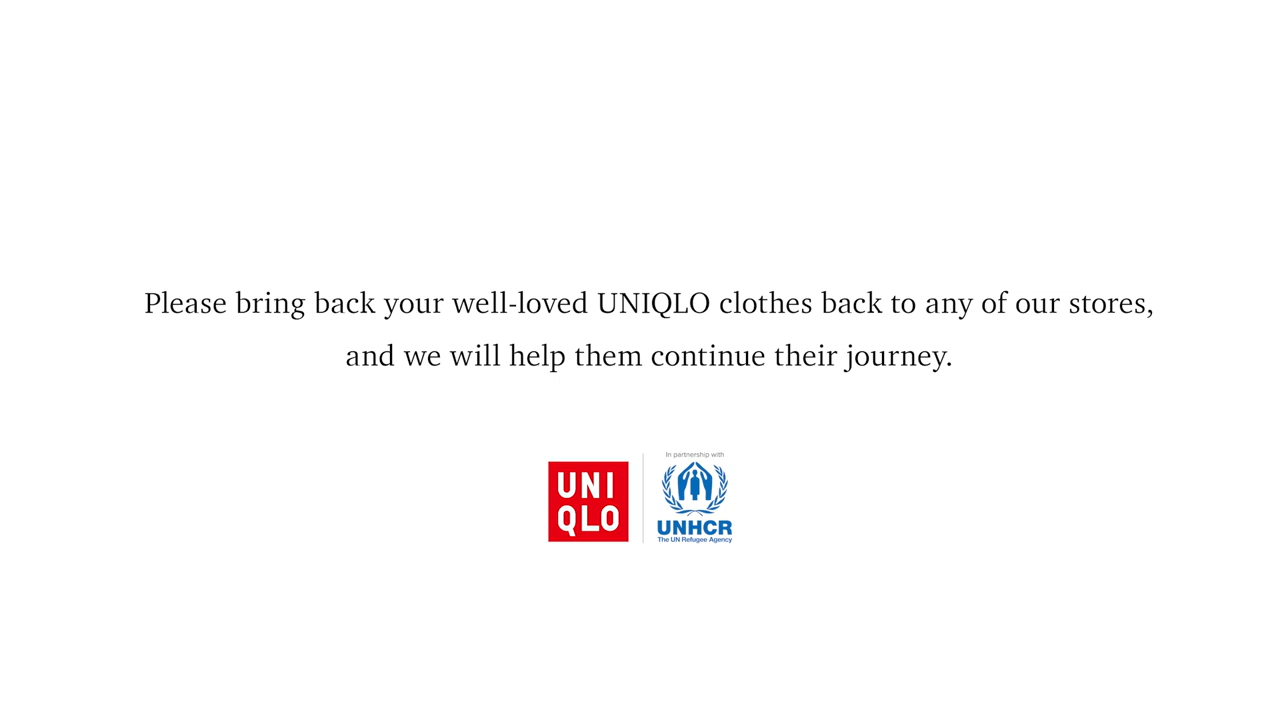 Please bring back your well-loved UNIQLO clothes back to any of our stores,
and we will help them continue their journey.
UNI
QLO
In partnership with
UNHCR
The UN Refugee Agency